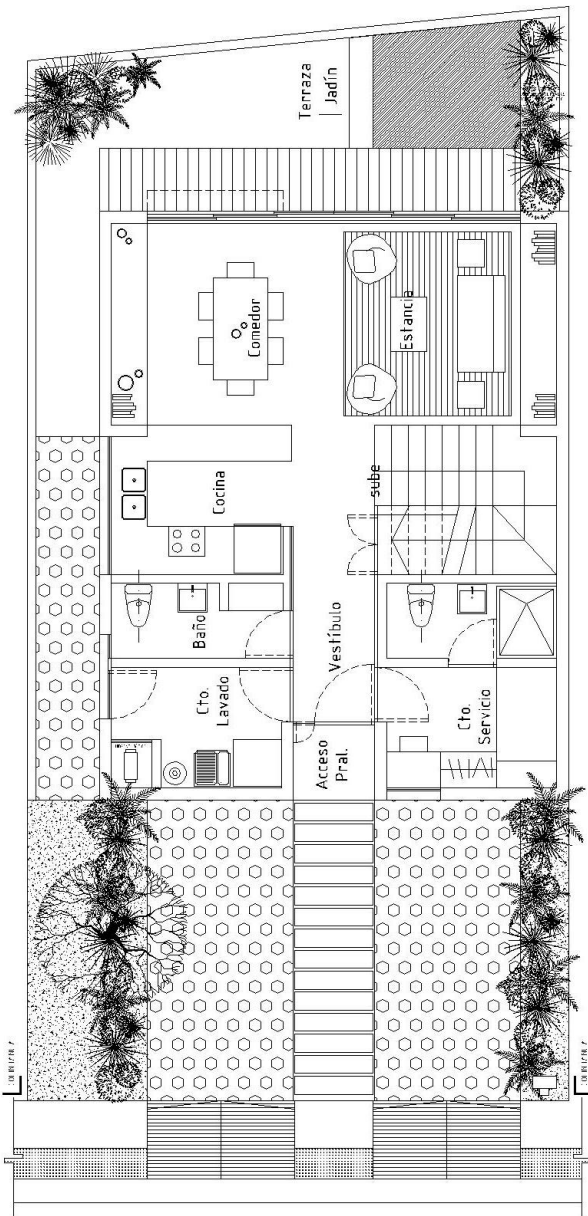 Terraza
Jadín
Comedor
Estancia
Cocina
sube
Baño
Vestíbulo
Cto.
Lavado
Acceso
Pral.
Cto.
Servicio